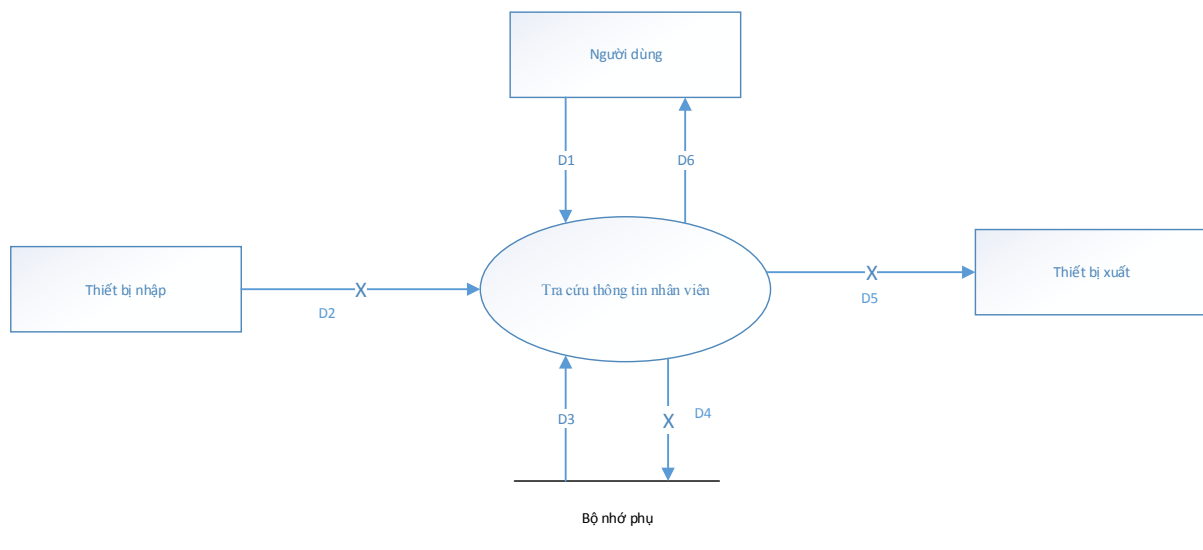 Người dùng
D1
D6
Thiết bị nhập
X
D2
Tra cứu thông tin nhân viên
X
D5
Thiết bị xuất
D3
X
D4
Bộ nhớ phụ